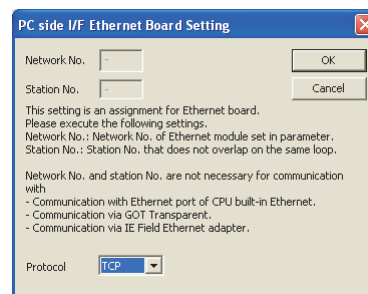 PC side I/F Ethernet Board Setting
Network No. -
OK
Station No. -
Cancel
This setting is an assignment for Ethernet board.
Please execute the following settings.
Network No.: Network No. of Ethernet module set in parameter.
Station No.: Station No. that does not overlap on the same loop.
Network No. and station No. are not necessary for communication
with
- Communication with Ethernet port of CPU built-in Ethernet.
- Communication via GOT Transparent.
- Communication via IE Field Ethernet adapter.
Protocol TCP